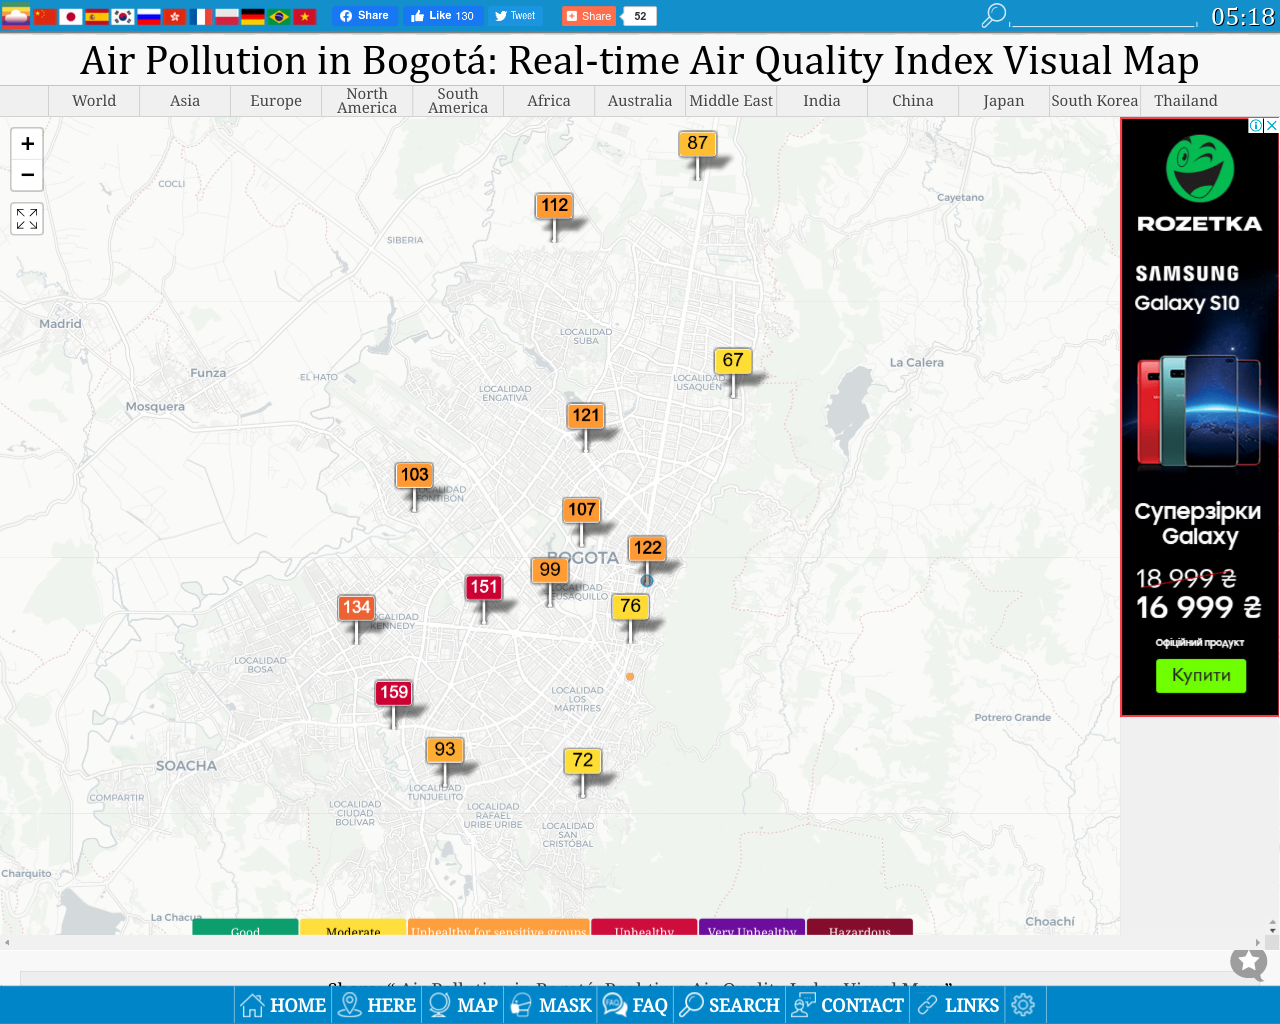 Share
Like 130
Tweet
Share
52
05:18
Air Pollution in Bogotá: Real-time Air Quality Index Visual Map
World
Asia
Europe
North America
South America
Africa
Australia
Middle East
India
China
Japan
South Korea
Thailand
+
−
87
COCLI
Cayetano
112
SIBERIA
Madrid
LOCALIDAD
SUBA
67
La Calera
Funza
EL HATO
LOCALIDAD
USAQUÉN
LOCALIDAD
ENGATIVÁ
Mosquera
121
103
LOCALIDAD
FONTIBÓN
107
122
BOGOTA
99
151
76
134
LOCALIDAD
KENNEDY
LOCALIDAD
BOSA
159
LOCALIDAD
LOS
MÁRTIRES
Potrero Grande
93
72
SOACHA
LOCALIDAD
TUNJUELITO
COMPARTIR
LOCALIDAD
CIUDAD
BOLÍVAR
LOCALIDAD
RAFAEL
URIBE URIBE
LOCALIDAD
SAN
CRISTÓBAL
Charquito
La Chacua
Choachí
Good
Moderate
Unhealthy for sensitive groups
Unhealthy
Very Unhealthy
Hazardous
ROZETKA
SAMSUNG
Galaxy S10
Суперзірки
Galaxy
18 999 ₴
16 999 ₴
Офіційний продукт
Купити
HOME
HERE
MAP
MASK
FAQ
FAQ
SEARCH
CONTACT
LINKS